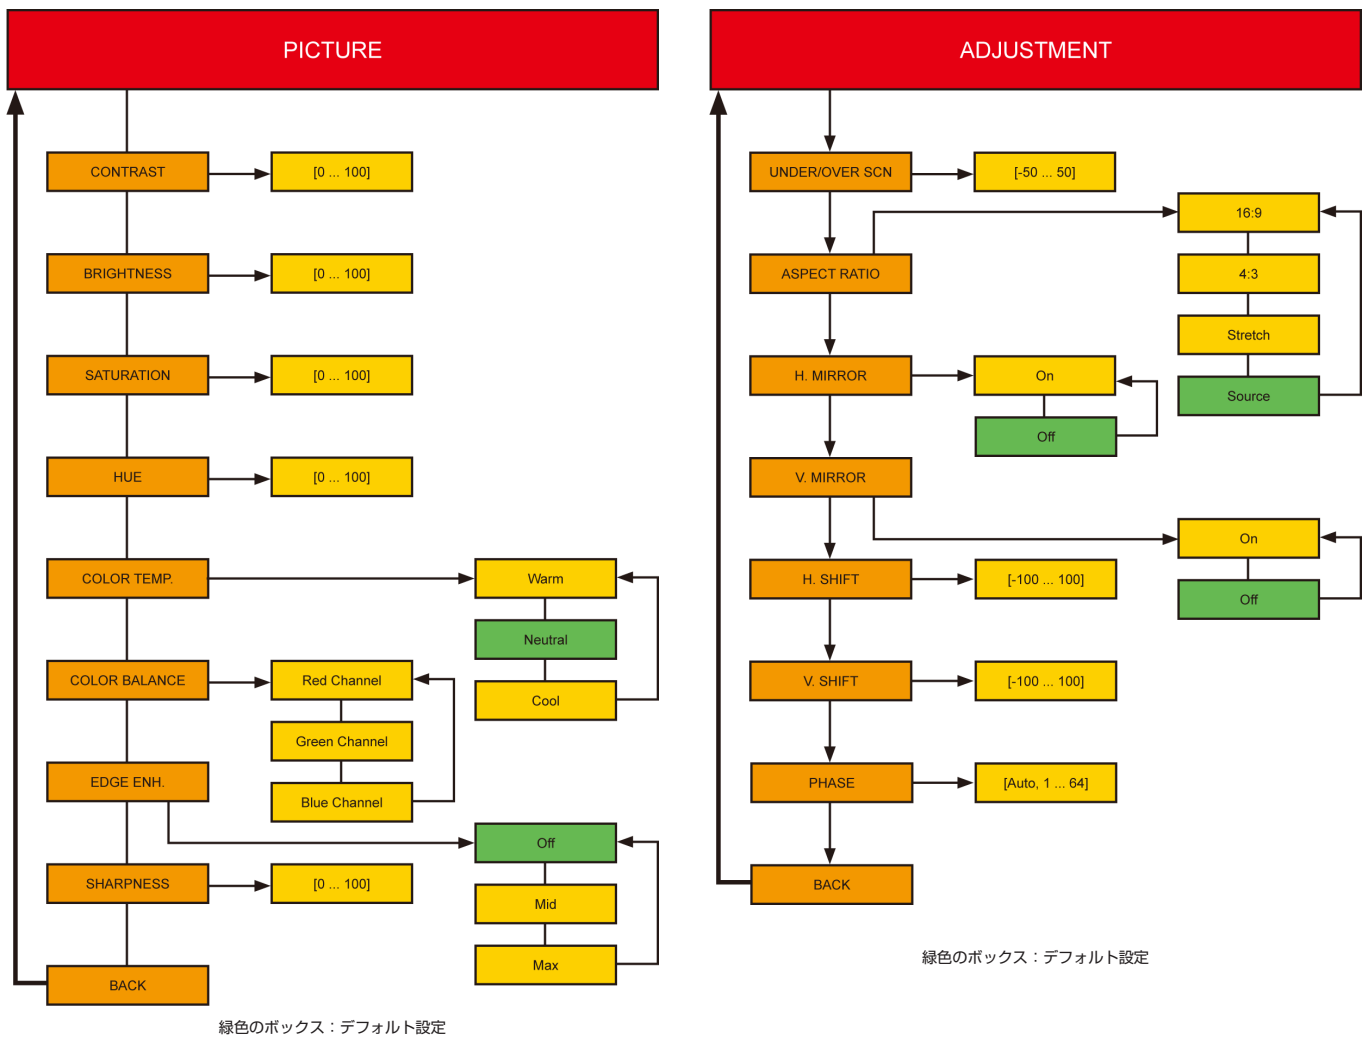 PICTURE
CONTRAST
[0 ... 100]
BRIGHTNESS
[0 ... 100]
SATURATION
[0 ... 100]
HUE
[0 ... 100]
COLOR TEMP.
Warm
Neutral
Cool
COLOR BALANCE
Red Channel
Green Channel
Blue Channel
EDGE ENH.
Off
Mid
Max
SHARPNESS
[0 ... 100]
BACK
緑色のボックス：デフォルト設定
ADJUSTMENT
UNDER/OVER SCN
[-50 ... 50]
ASPECT RATIO
16:9
4:3
Stretch
Source
H. MIRROR
On
Off
V. MIRROR
On
Off
H. SHIFT
[-100 ... 100]
V. SHIFT
[-100 ... 100]
PHASE
[Auto, 1 ... 64]
BACK
緑色のボックス：デフォルト設定